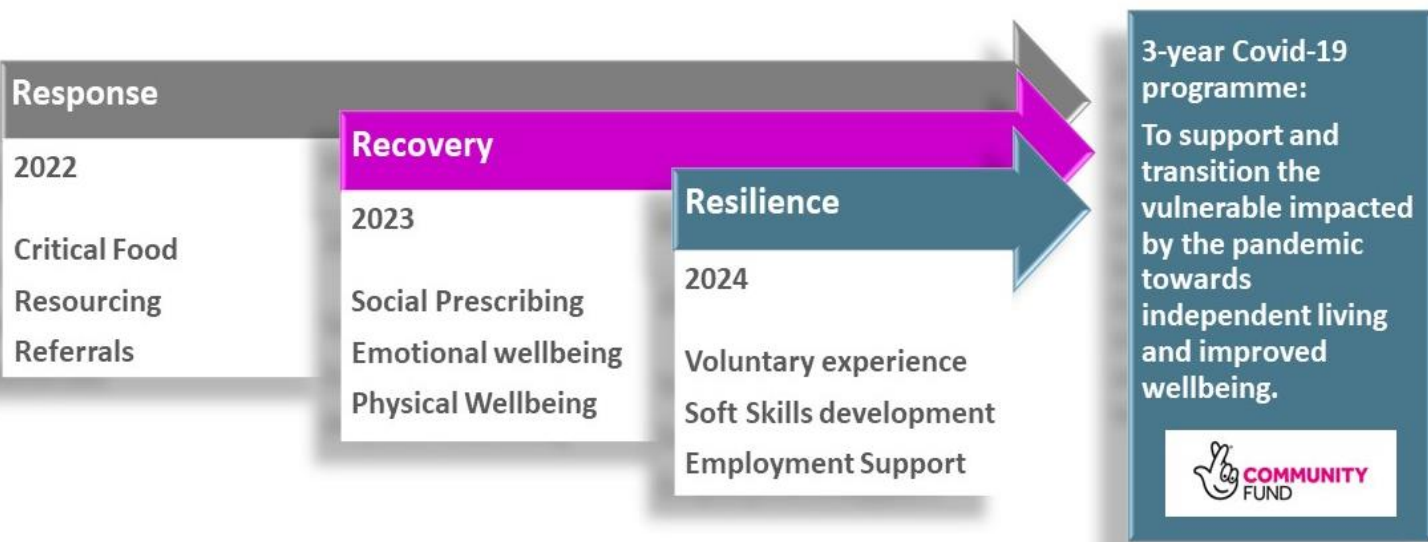 Response
2022
Critical Food
Resourcing
Referrals
Recovery
2023
Social Prescribing
Emotional wellbeing
Physical Wellbeing
Resilience
2024
Voluntary experience
Soft Skills development
Employment Support
3-year Covid-19
programme:
To support and
transition the
vulnerable impacted
by the pandemic
towards
independent living
and improved
wellbeing.
COMMUNITY
FUND